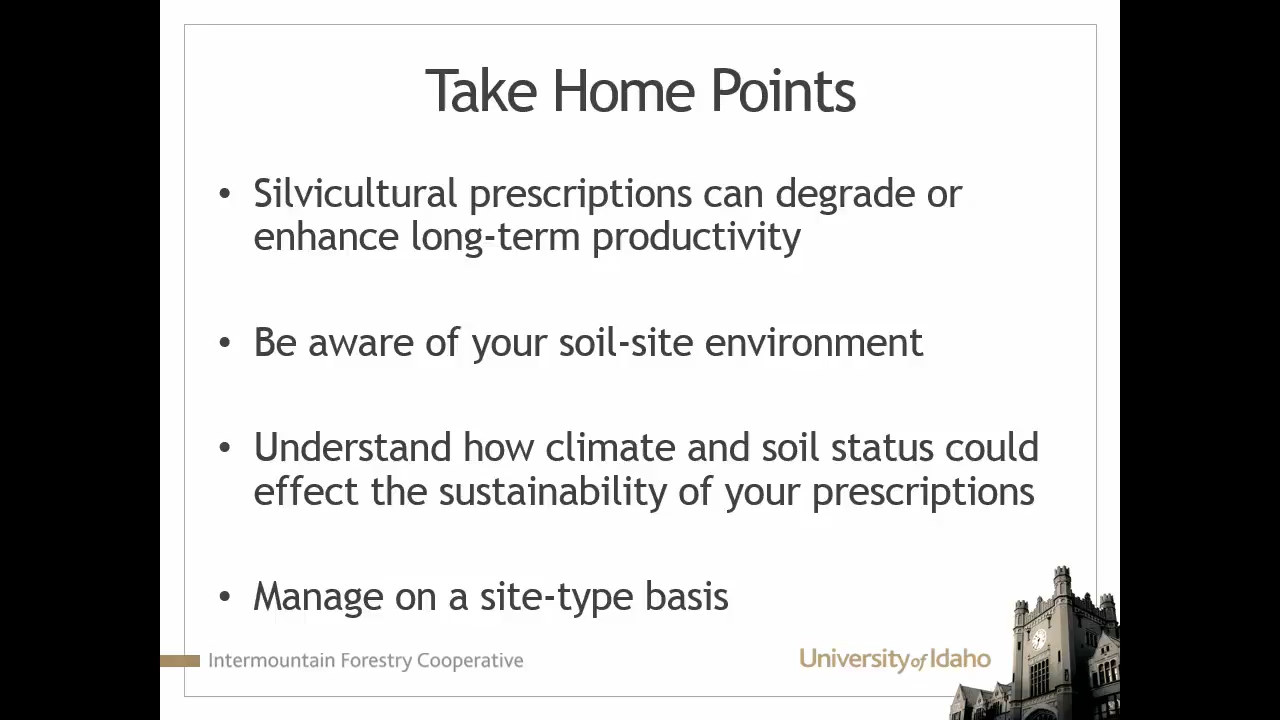 Take Home Points
• Silvicultural prescriptions can degrade or
enhance long-term productivity
• Be aware of your soil-site environment
• Understand how climate and soil status could
effect the sustainability of your prescriptions
• Manage on a site-type basis
Intermountain Forestry Cooperative
University of Idaho